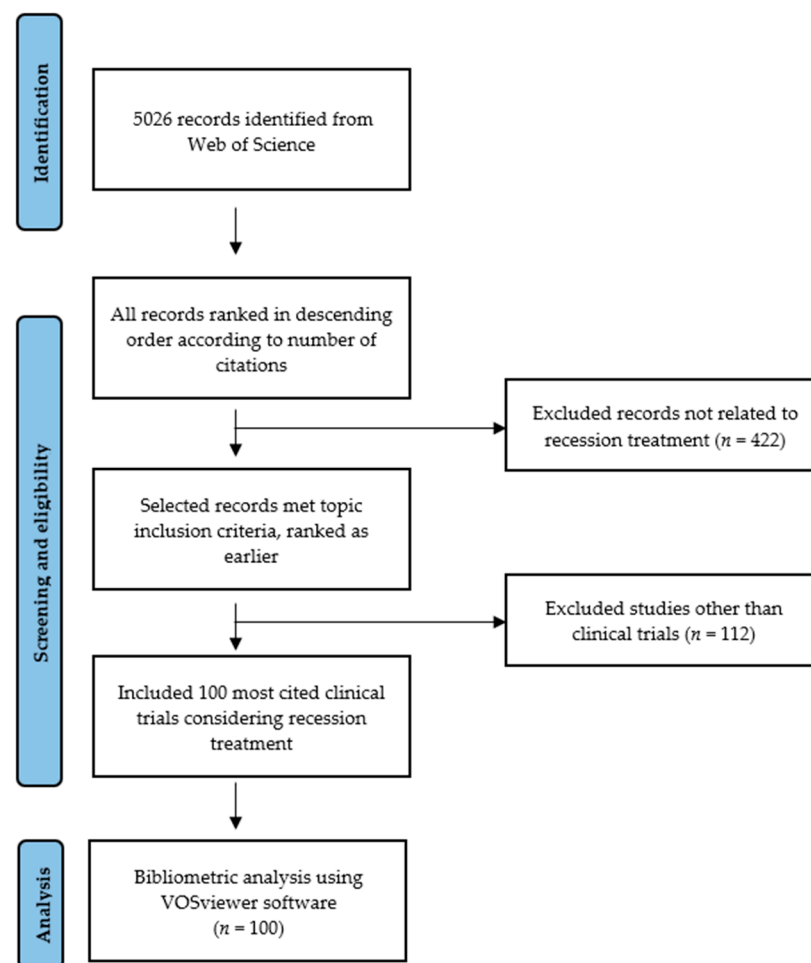 Identification
5026 records identified from
Web of Science
Screening and eligibility
All records ranked in descending
order according to number of
citations
Excluded records not related to
recession treatment (n = 422)
Selected records met topic
inclusion criteria, ranked as
earlier
Excluded studies other than
clinical trials (n = 112)
Included 100 most cited clinical
trials considering recession
treatment
Analysis
Bibliometric analysis using
VOSviewer software
(n = 100)